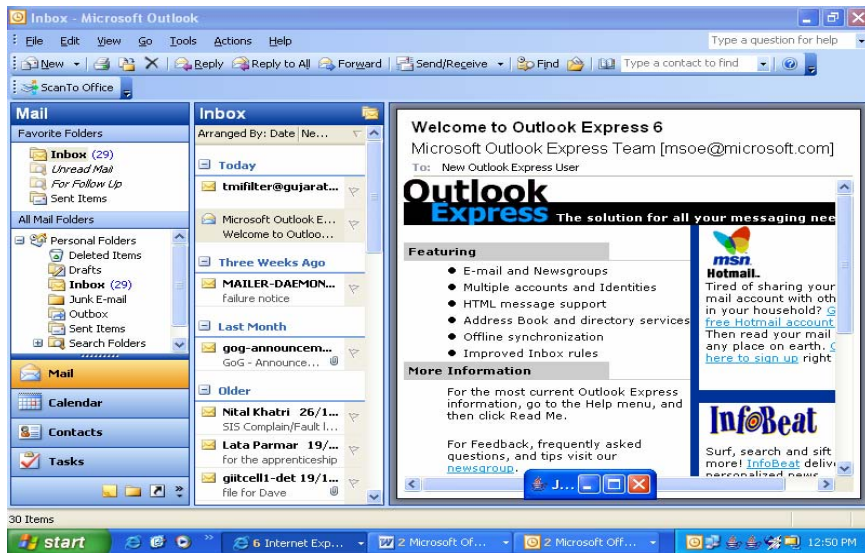 Inbox - Microsoft Outlook
File Edit View Go Tools Actions Help
Type a question for help
New Reply Reply to All Forward Send/Receive Find Type a contact to find
ScanTo Office
Mail
Favorite Folders
Inbox (29)
Unread Mail
For Follow Up
Sent Items
All Mail Folders
Personal Folders
Deleted Items
Drafts
Inbox (29)
Junk E-mail
Outbox
Sent Items
Search Folders
Mail
Calendar
Contacts
Tasks
Inbox
Arranged By: Date Ne...
Today
tmifilter@gujarat...
Microsoft Outlook E...
Welcome to Outloo...
Three Weeks Ago
MAILER-DAEMON...
failure notice
Last Month
gog-announcem...
GoG - Announce...
Older
Nital Khatri 26/1...
SIS Complain/Fault I...
Lata Parmar 19/...
for the apprenticeship
giitcell1-det 19/1...
file for Dave
Welcome to Outlook Express 6
Microsoft Outlook Express Team [msoe@microsoft.com]
To: New Outlook Express User
Outlook
Express The solution for all your messaging nee
Featuring
E-mail and Newsgroups
Multiple accounts and Identities
HTML message support
Address Book and directory services
Offline synchronization
Improved Inbox rules
More Information
For the most current Outlook Express
information, go to the Help menu, and
then click Read Me.
For Feedback, frequently asked
questions, and tips visit our
newsgroup.
msn
Hotmail
Tired of sharing your
mail account with oth
in your household? G
free Hotmail account
Then read your mail
any place on earth. C
here to sign up right
InfoBeat
Surf, search and sift
more! InfoBeat delive
personalized news
J...
30 Items
start 6 Internet Exp... 2 Microsoft Of... 2 Microsoft Off... 12:50 PM